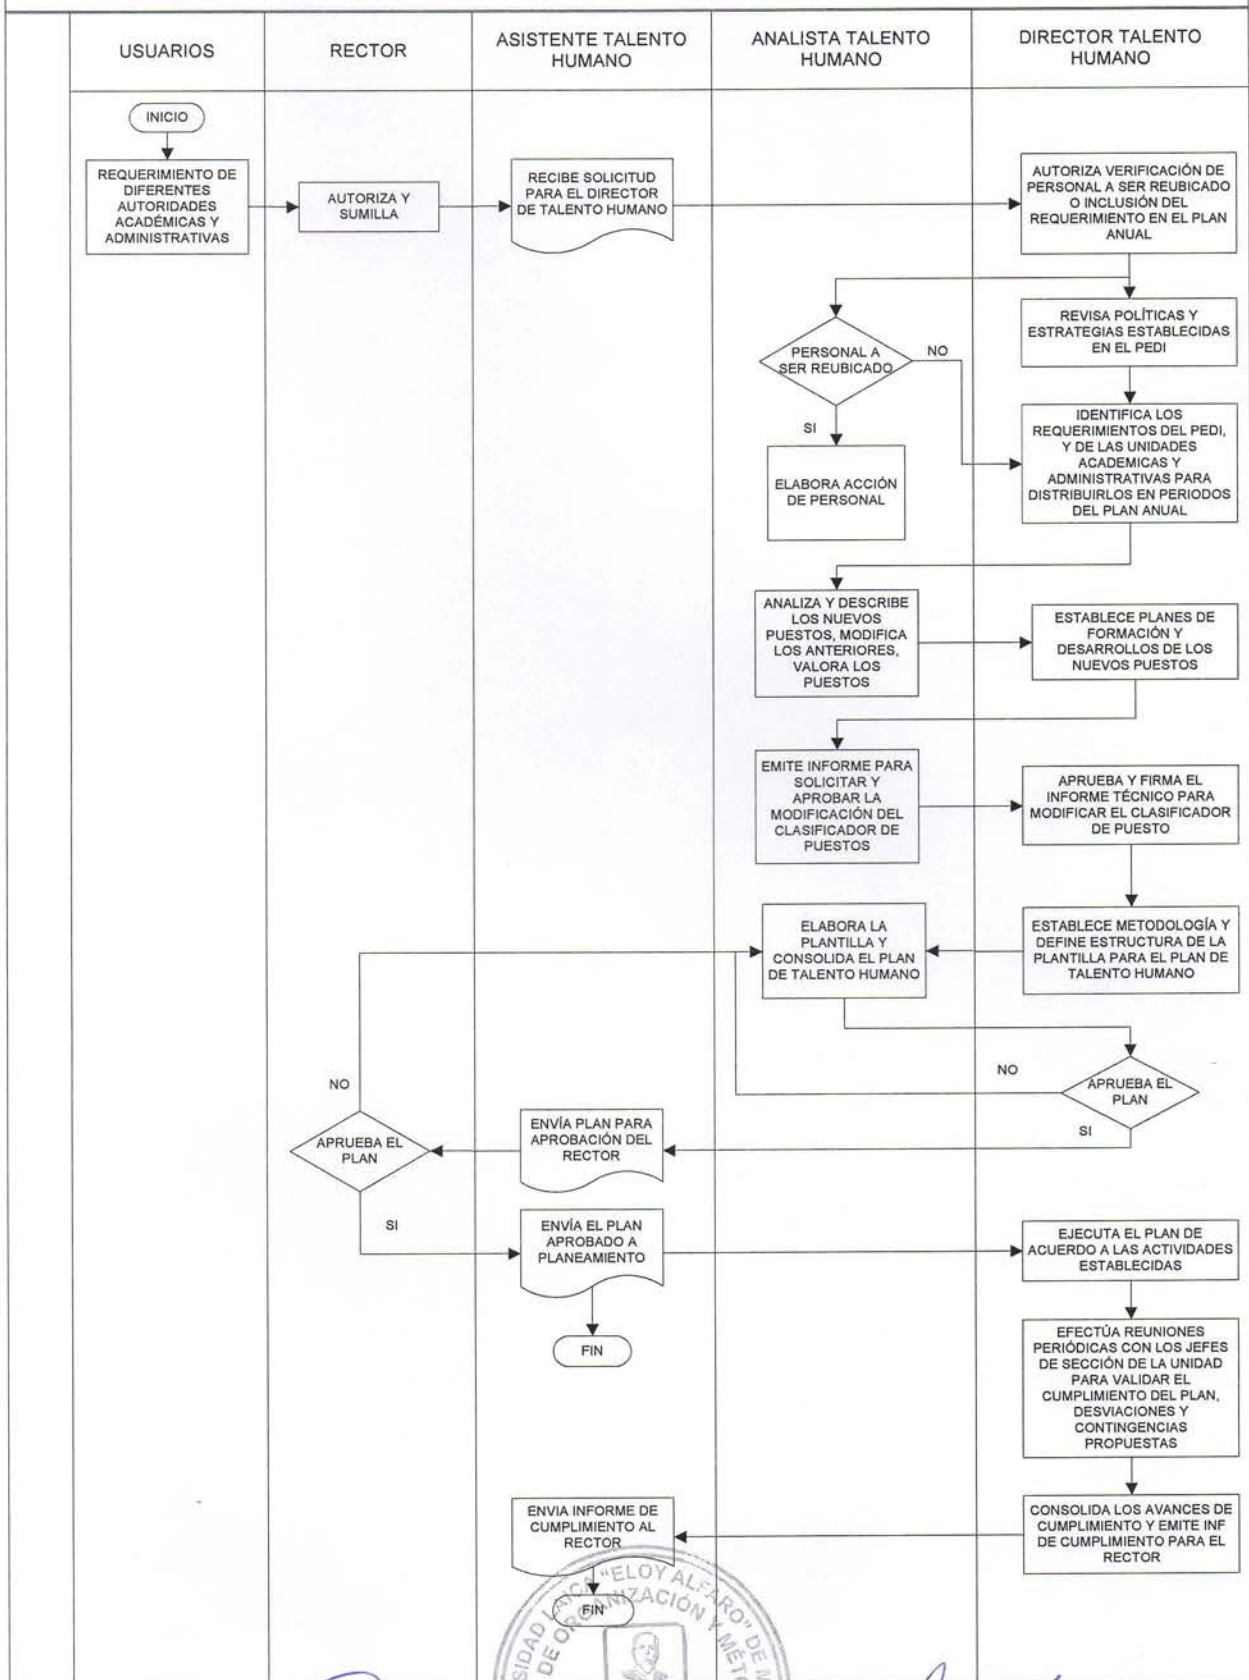 USUARIOS
RECTOR
ASISTENTE TALENTO
HUMANO
ANALISTA TALENTO
HUMANO
DIRECTOR TALENTO
HUMANO
INICIO
REQUERIMIENTO DE
DIFERENTES
AUTORIDADES
ACADÉMICAS Y
ADMINISTRATIVAS
AUTORIZA Y
SUMILLA
RECIBE SOLICITUD
PARA EL DIRECTOR
DE TALENTO HUMANO
AUTORIZA VERIFICACIÓN DE
PERSONAL A SER REUBICADO
O INCLUSIÓN DEL
REQUERIMIENTO EN EL PLAN
ANUAL
REVISA POLÍTICAS Y
ESTRATEGIAS ESTABLECIDAS
EN EL PEDI
PERSONAL A
SER REUBICADO
NO
SI
IDENTIFICA LOS
REQUERIMIENTOS DEL PEDI,
Y DE LAS UNIDADES
ACADEMICAS Y
ADMINISTRATIVAS PARA
DISTRIBUIRLOS EN PERIODOS
DEL PLAN ANUAL
ELABORA ACCIÓN
DE PERSONAL
ANALIZA Y DESCRIBE
LOS NUEVOS
PUESTOS, MODIFICA
LOS ANTERIORES,
VALORA LOS
PUESTOS
ESTABLECE PLANES DE
FORMACIÓN Y
DESARROLLOS DE LOS
NUEVOS PUESTOS
EMITE INFORME PARA
SOLICITAR Y
APROBAR LA
MODIFICACIÓN DEL
CLASIFICADOR DE
PUESTOS
APRUEBA Y FIRMA EL
INFORME TÉCNICO PARA
MODIFICAR EL CLASIFICADOR
DE PUESTO
ELABORA LA
PLANTILLA Y
CONSOLIDA EL PLAN
DE TALENTO HUMANO
ESTABLECE METODOLOGÍA Y
DEFINE ESTRUCTURA DE LA
PLANTILLA PARA EL PLAN DE
TALENTO HUMANO
NO
APRUEBA EL
PLAN
SI
NO
APRUEBA EL
PLAN
SI
ENVÍA PLAN PARA
APROBACIÓN DEL
RECTOR
ENVÍA EL PLAN
APROBADO A
PLANEAMIENTO
EJECUTA EL PLAN DE
ACUERDO A LAS ACTIVIDADES
ESTABLECIDAS
FIN
EFECTÚA REUNIONES
PERIÓDICAS CON LOS JEFES
DE SECCIÓN DE LA UNIDAD
PARA VALIDAR EL
CUMPLIMIENTO DEL PLAN,
DESVIACIONES Y
CONTINGENCIAS
PROPUESTAS
ENVIA INFORME DE
CUMPLIMIENTO AL
RECTOR
CONSOLIDA LOS AVANCES DE
CUMPLIMIENTO Y EMITE INF
DE CUMPLIMIENTO PARA EL
RECTOR
FIN
LAICA "ELOY ALFARO" DE
DE ORGANIZACIÓN Y